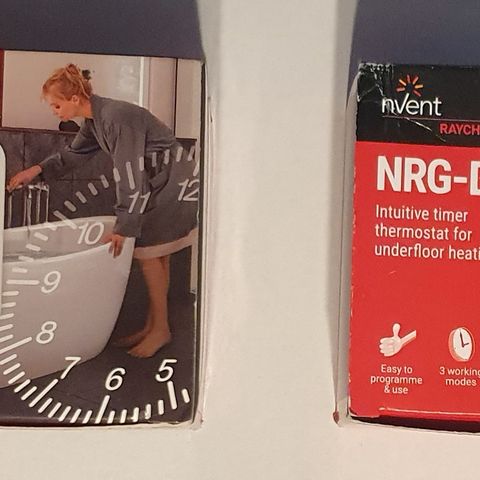 12
11
10
9
8
7
6
5
nvent
RAYCH
NRG-D
Intuitive timer
thermostat for
underfloor heati
Easy to
programme
& use
3 working
modes